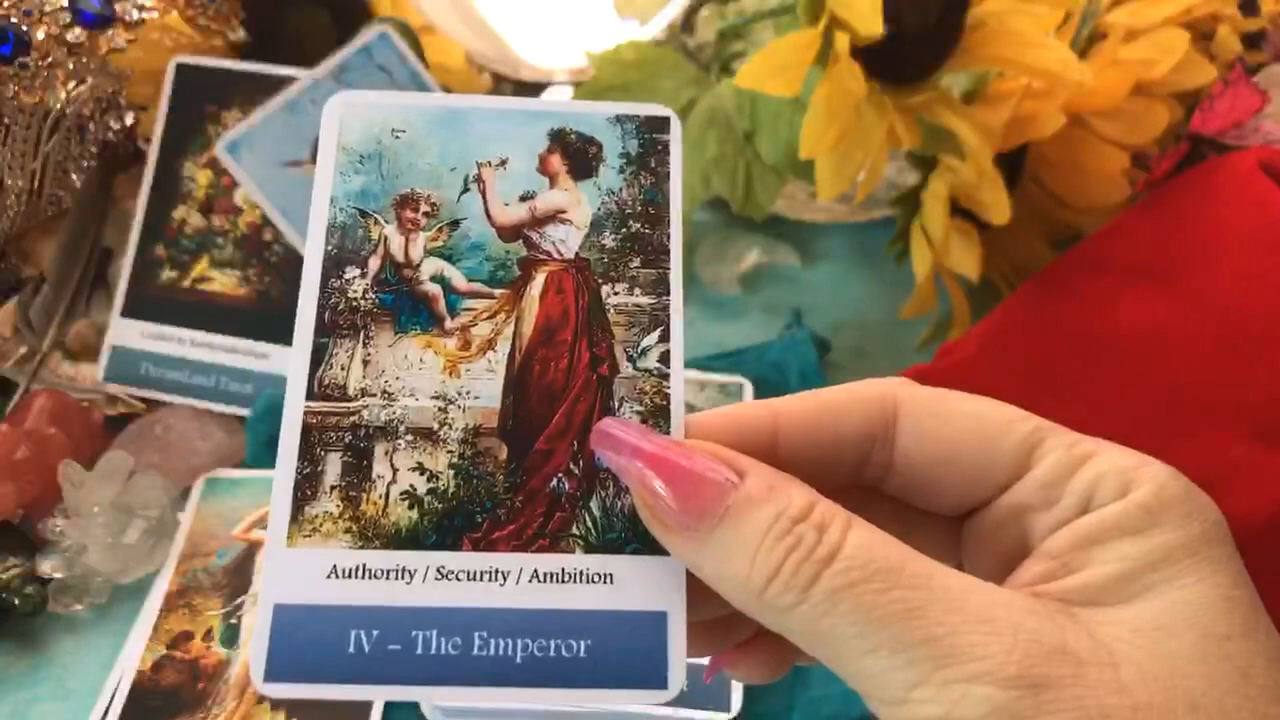 Authority / Security / Ambition
IV – The Emperor
DreamLand Tarot